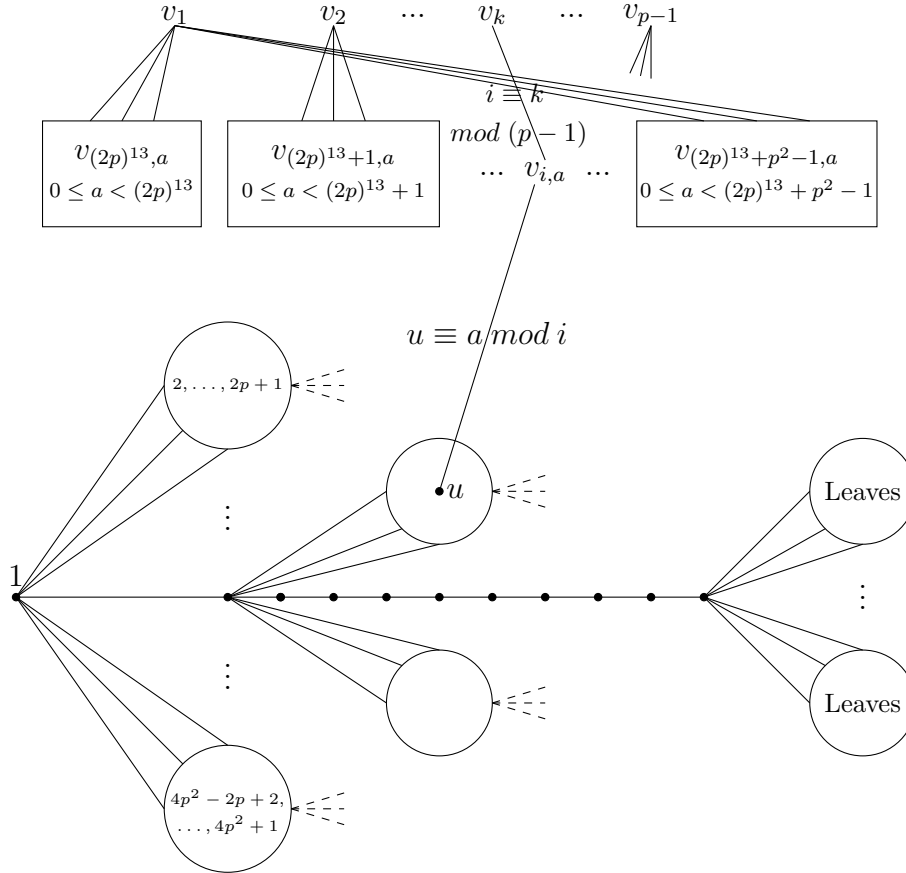 v₁ v₂ ... v_k ... v_{p−1}
i ≡ k
mod (p − 1)
v_{(2p)^{13},a}
0 ≤ a < (2p)^{13}
v_{(2p)^{13}+1,a}
0 ≤ a < (2p)^{13} + 1
... v_{i,a} ...
v_{(2p)^{13}+p^2−1,a}
0 ≤ a < (2p)^{13} + p^2 − 1
u ≡ a mod i
2, . . . , 2p + 1
⋮
u
Leaves
1
⋮
⋮
Leaves
4p^2 − 2p + 2,
. . . , 4p^2 + 1